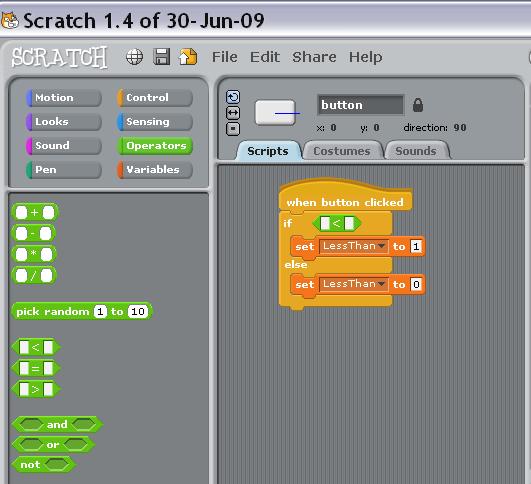 Scratch 1.4 of 30-Jun-09
SCRATCH File Edit Share Help
Motion Control
Looks Sensing
Sound Operators
Pen Variables
button
x: 0 y: 0 direction: 90
Scripts Costumes Sounds
+
-
*
/
pick random 1 to 10
<
=
>
and
or
not
when button clicked
if <
set LessThan to 1
else
set LessThan to 0